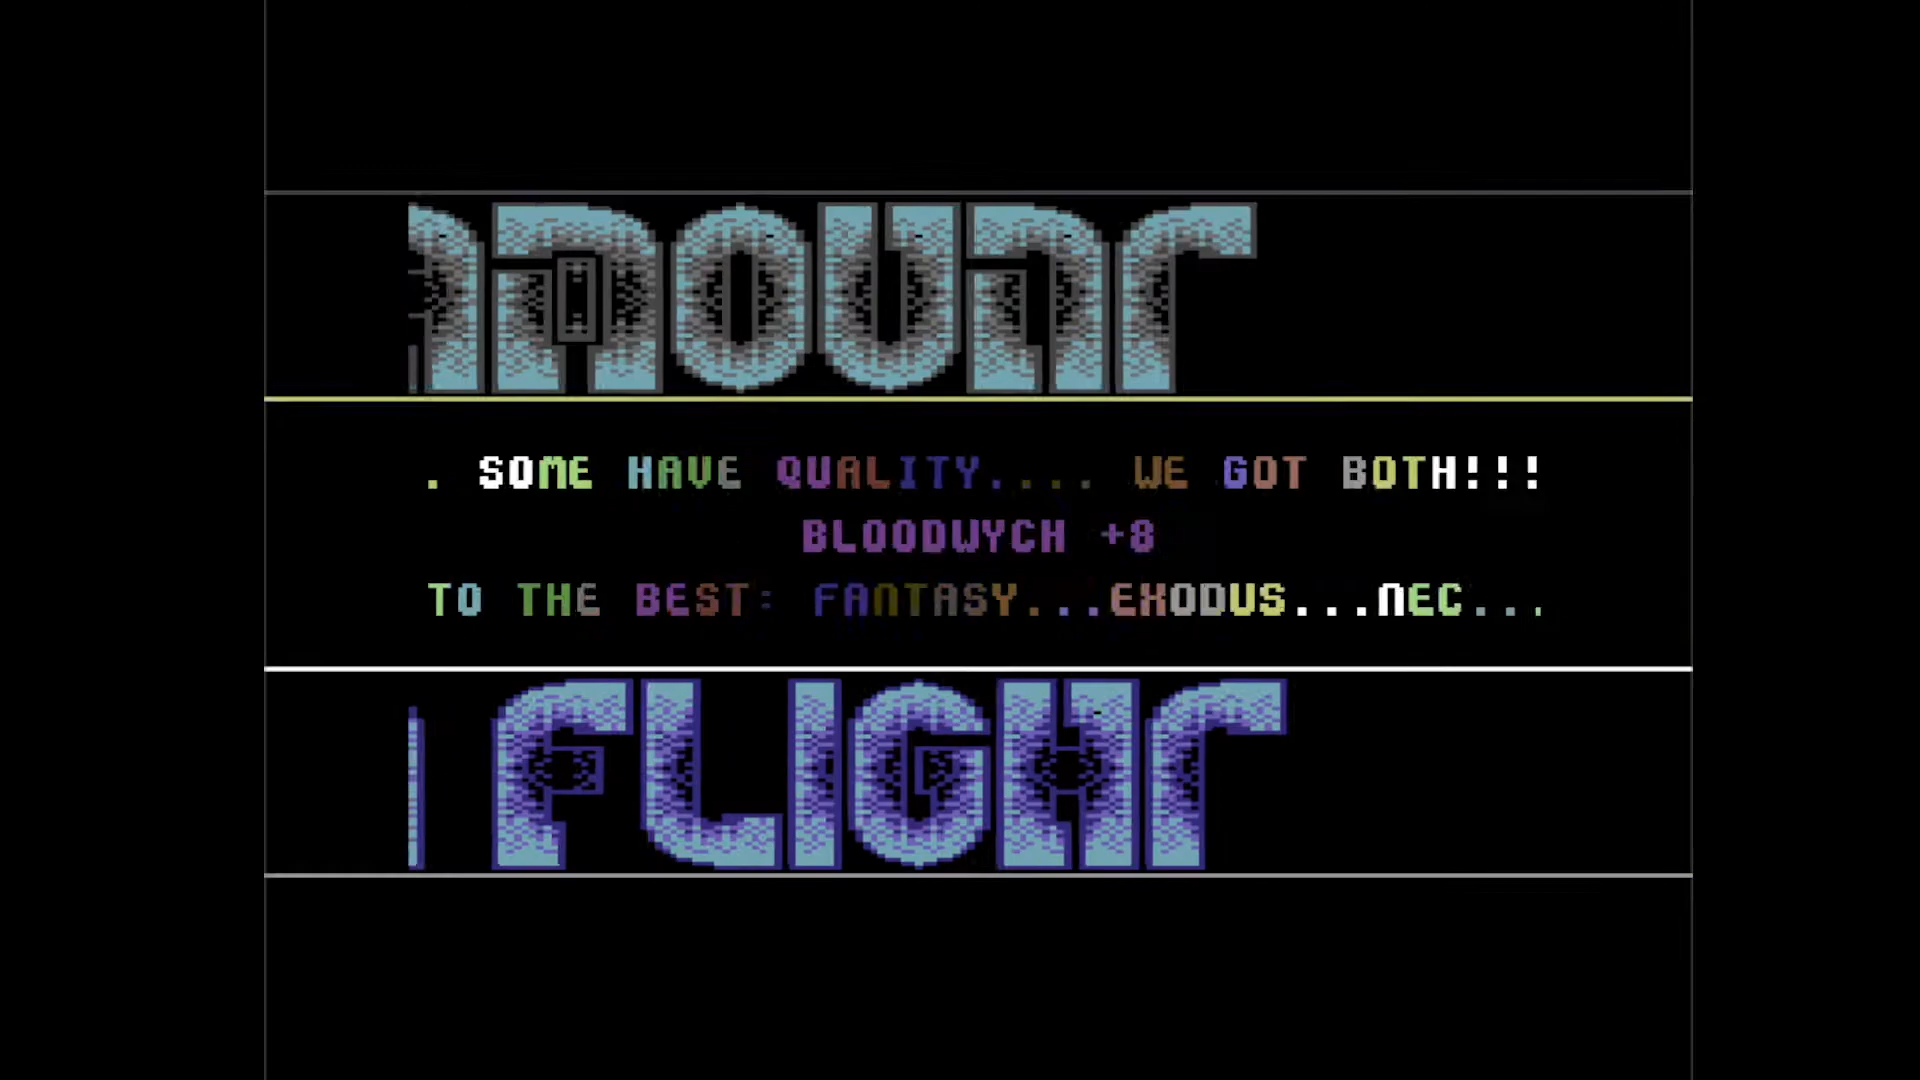 MOUNT
. SOME HAVE QUALITY.... WE GOT BOTH!!!
BLOODWYCH +8
TO THE BEST: FANTASY...EXODUS...NEC...
FLIGHT